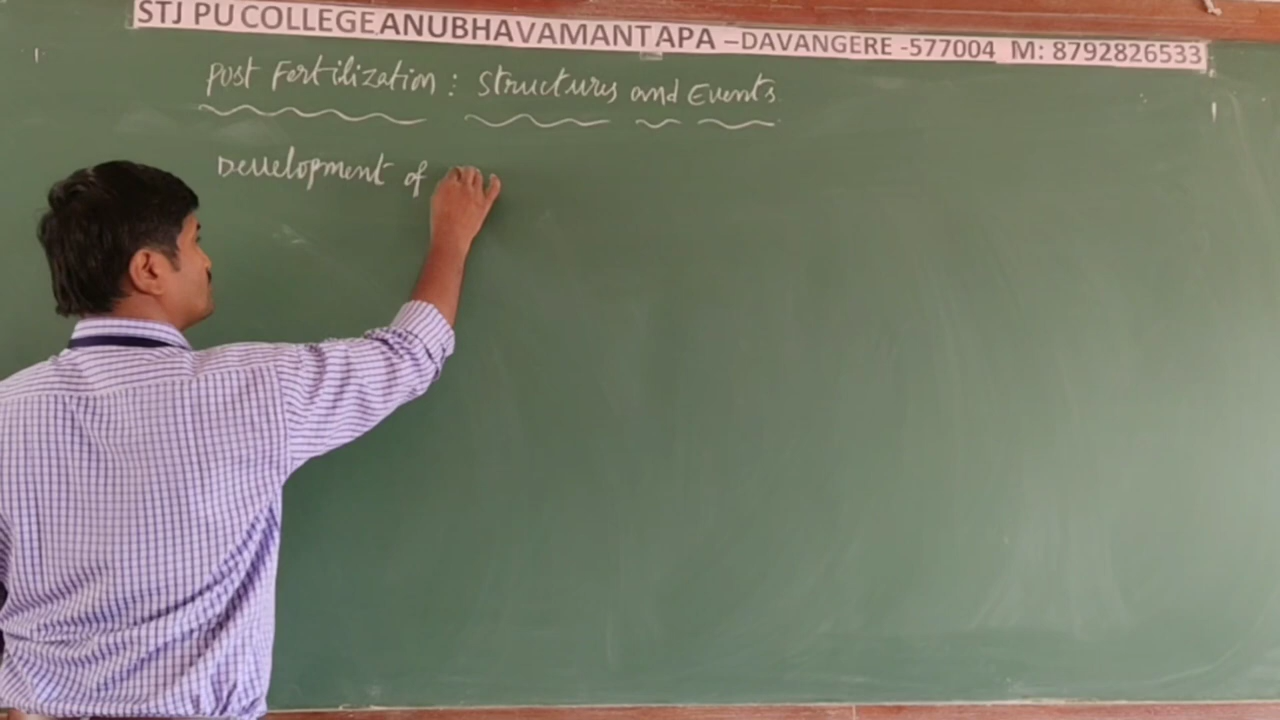 STJ PU COLLEGE ANUBHAVAMANTAPA –DAVANGERE -577004 M: 8792826533
Post Fertilization : Structures and Events
Development of